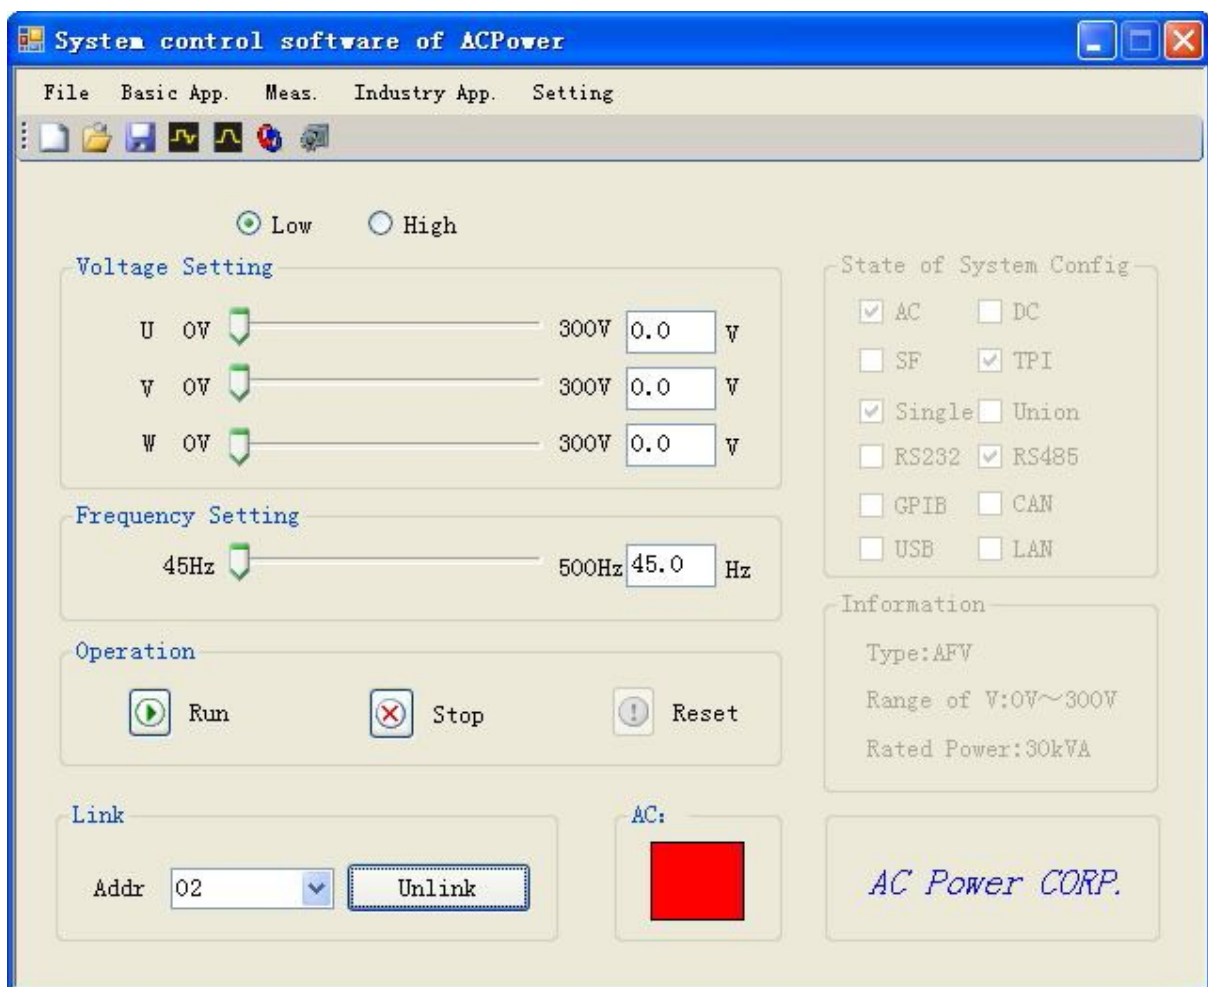 System control software of ACPower
File Basic App. Meas. Industry App. Setting
Low High
Voltage Setting
U 0V 300V 0.0 V
V 0V 300V 0.0 V
W 0V 300V 0.0 V
Frequency Setting
45Hz 500Hz 45.0 Hz
Operation
Run Stop Reset
Link
Addr 02 Unlink
AC:
State of System Config
AC DC
SF TPI
Single Union
RS232 RS485
GPIB CAN
USB LAN
Information
Type:AFV
Range of V:0V～300V
Rated Power:30kVA
AC Power CORP.